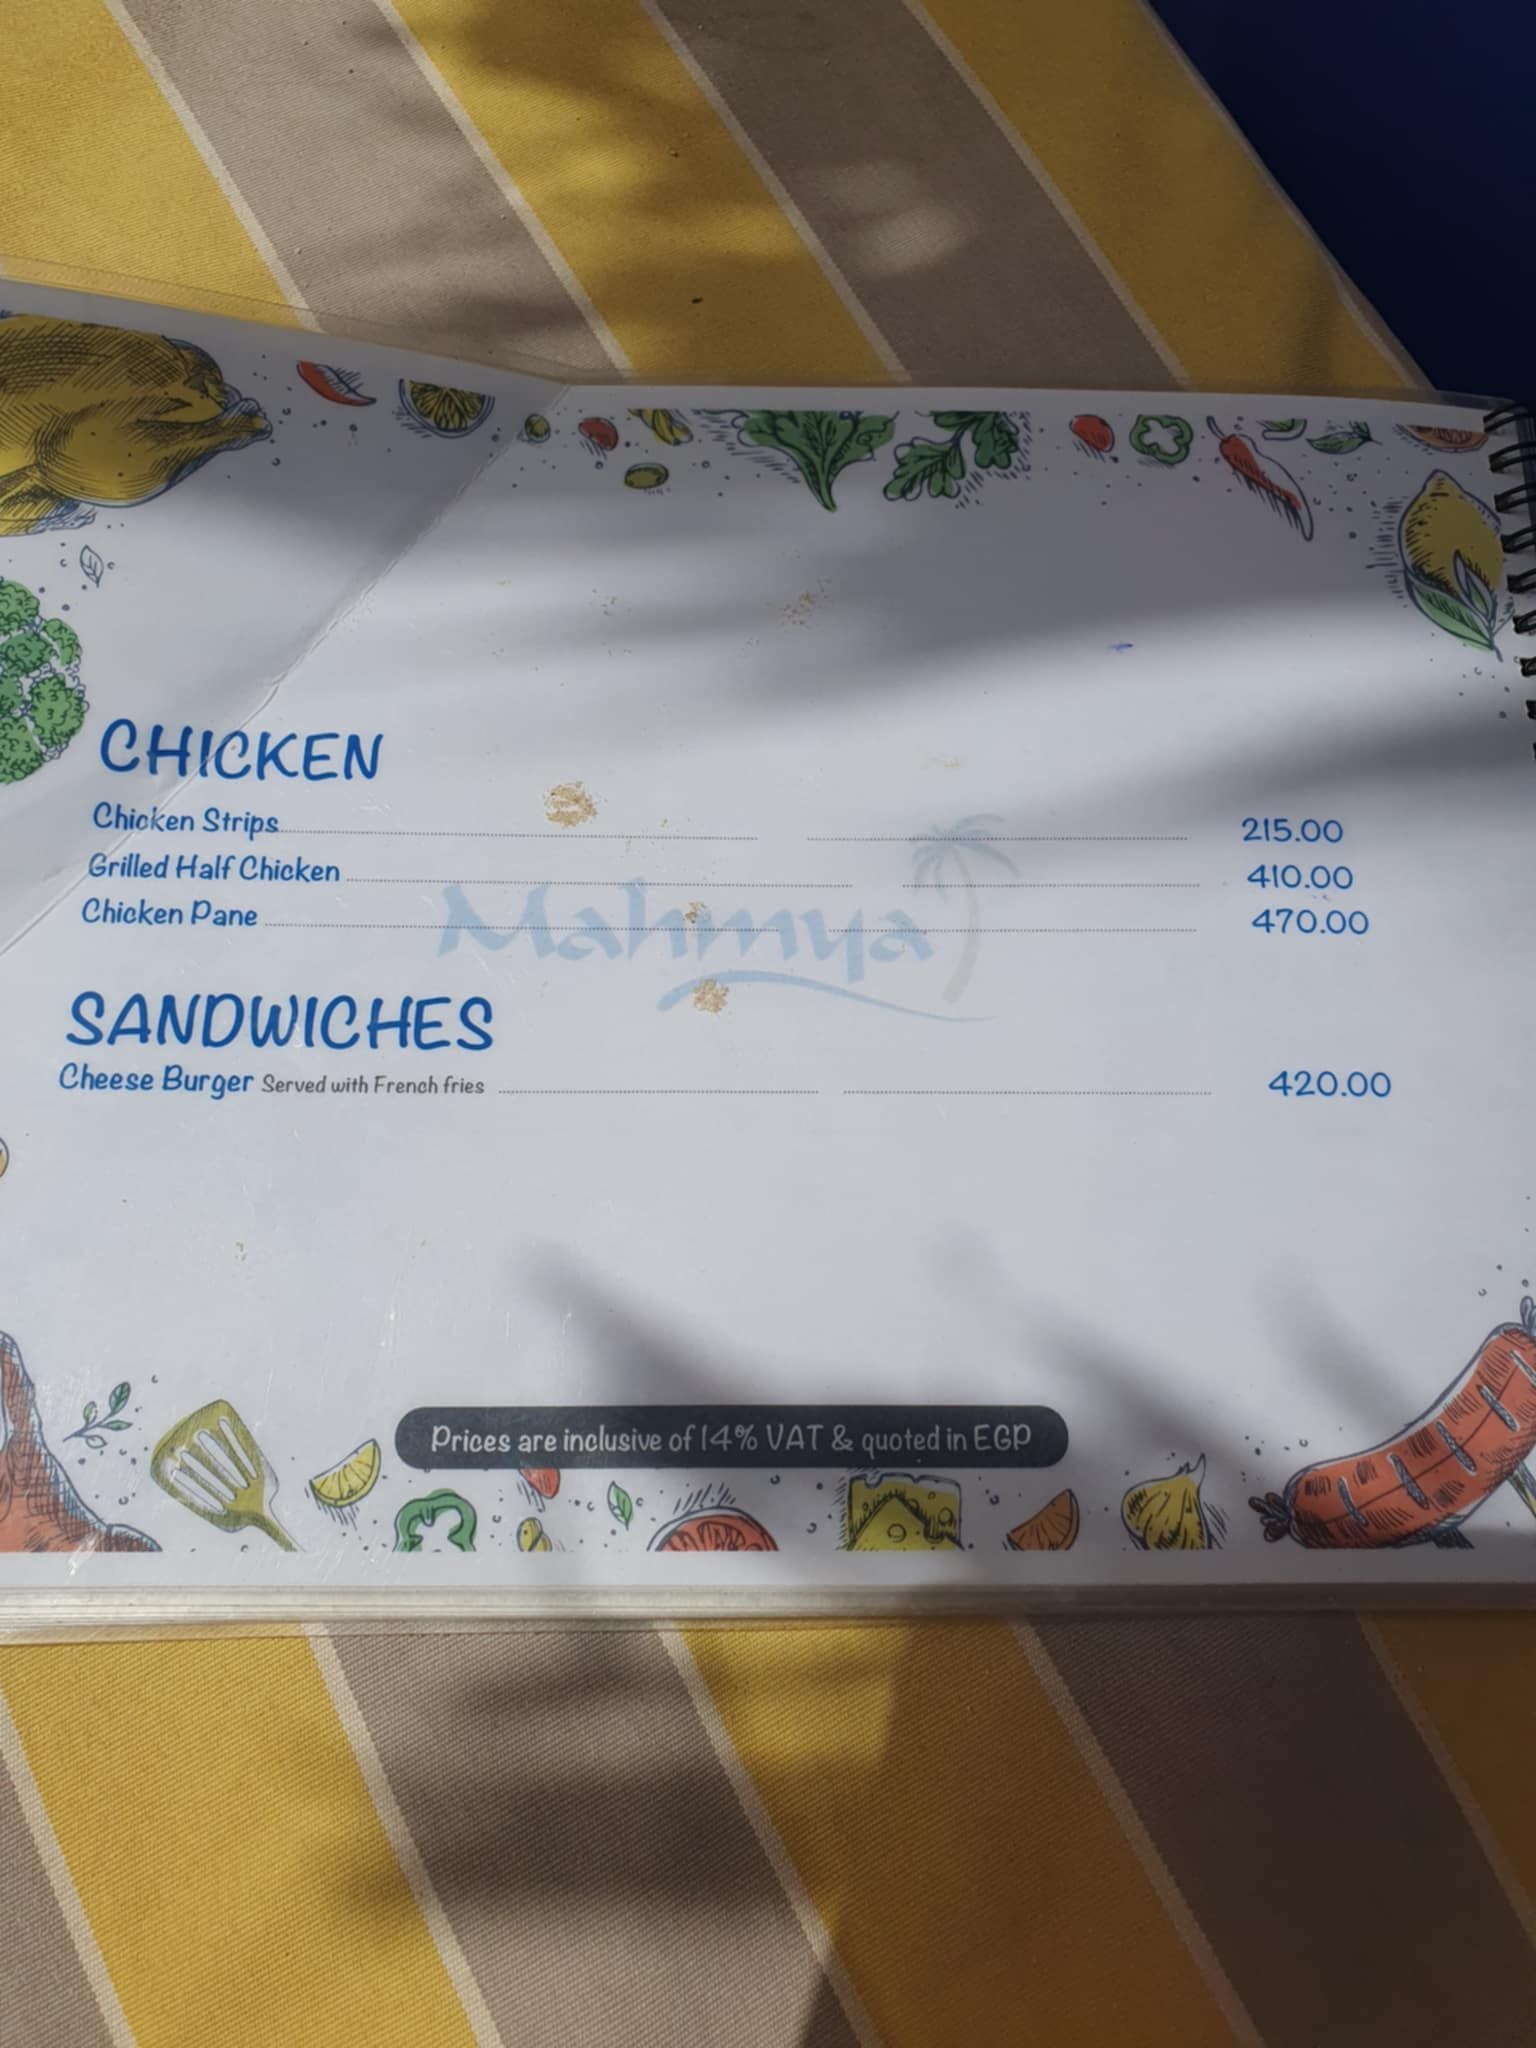 CHICKEN
Chicken Strips 215.00
Grilled Half Chicken 410.00
Chicken Pane 470.00
Mahmya
SANDWICHES
Cheese Burger Served with French fries 420.00
Prices are inclusive of 14% VAT & quoted in EGP